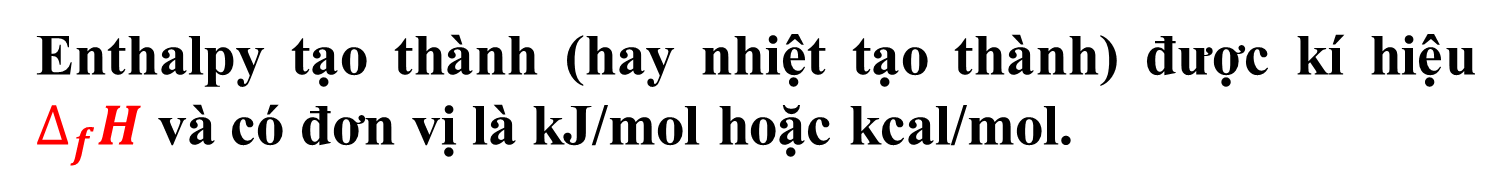 Enthalpy tạo thành (hay nhiệt tạo thành) được kí hiệu
Δ_fH và có đơn vị là kJ/mol hoặc kcal/mol.